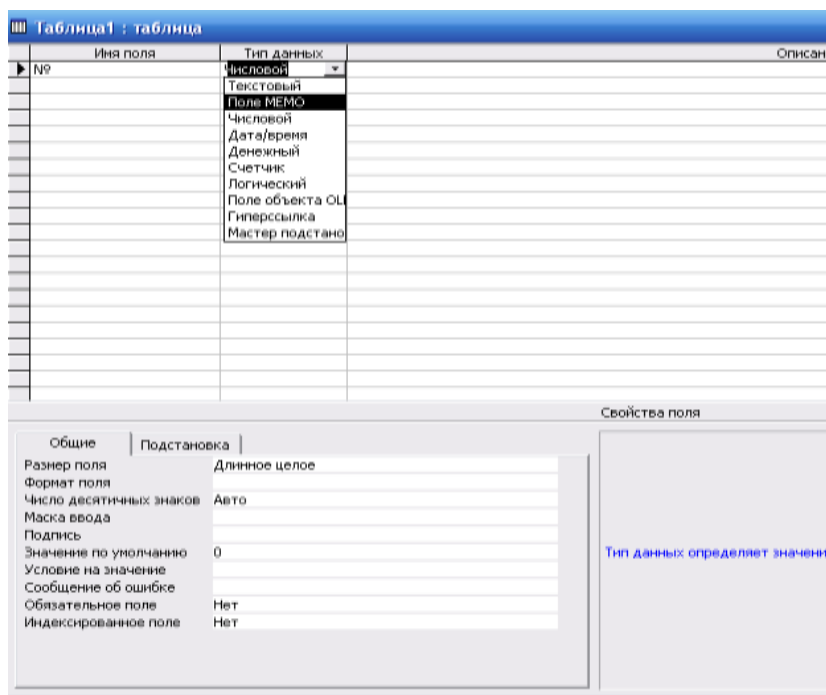 Таблица1 : таблица
Имя поля Тип данных Описан
№ Числовой
Текстовый
Поле МЕМО
Числовой
Дата/время
Денежный
Счетчик
Логический
Поле объекта OL
Гиперссылка
Мастер подстано
Свойства поля
Общие Подстановка
Размер поля Длинное целое
Формат поля
Число десятичных знаков Авто
Маска ввода
Подпись
Значение по умолчанию 0
Условие на значение
Сообщение об ошибке
Обязательное поле Нет
Индексированное поле Нет
Тип данных определяет значени